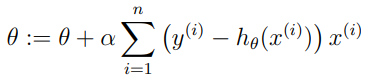 θ := θ + α ∑_{i=1}^{n} (y^{(i)} − h_θ(x^{(i)})) x^{(i)}